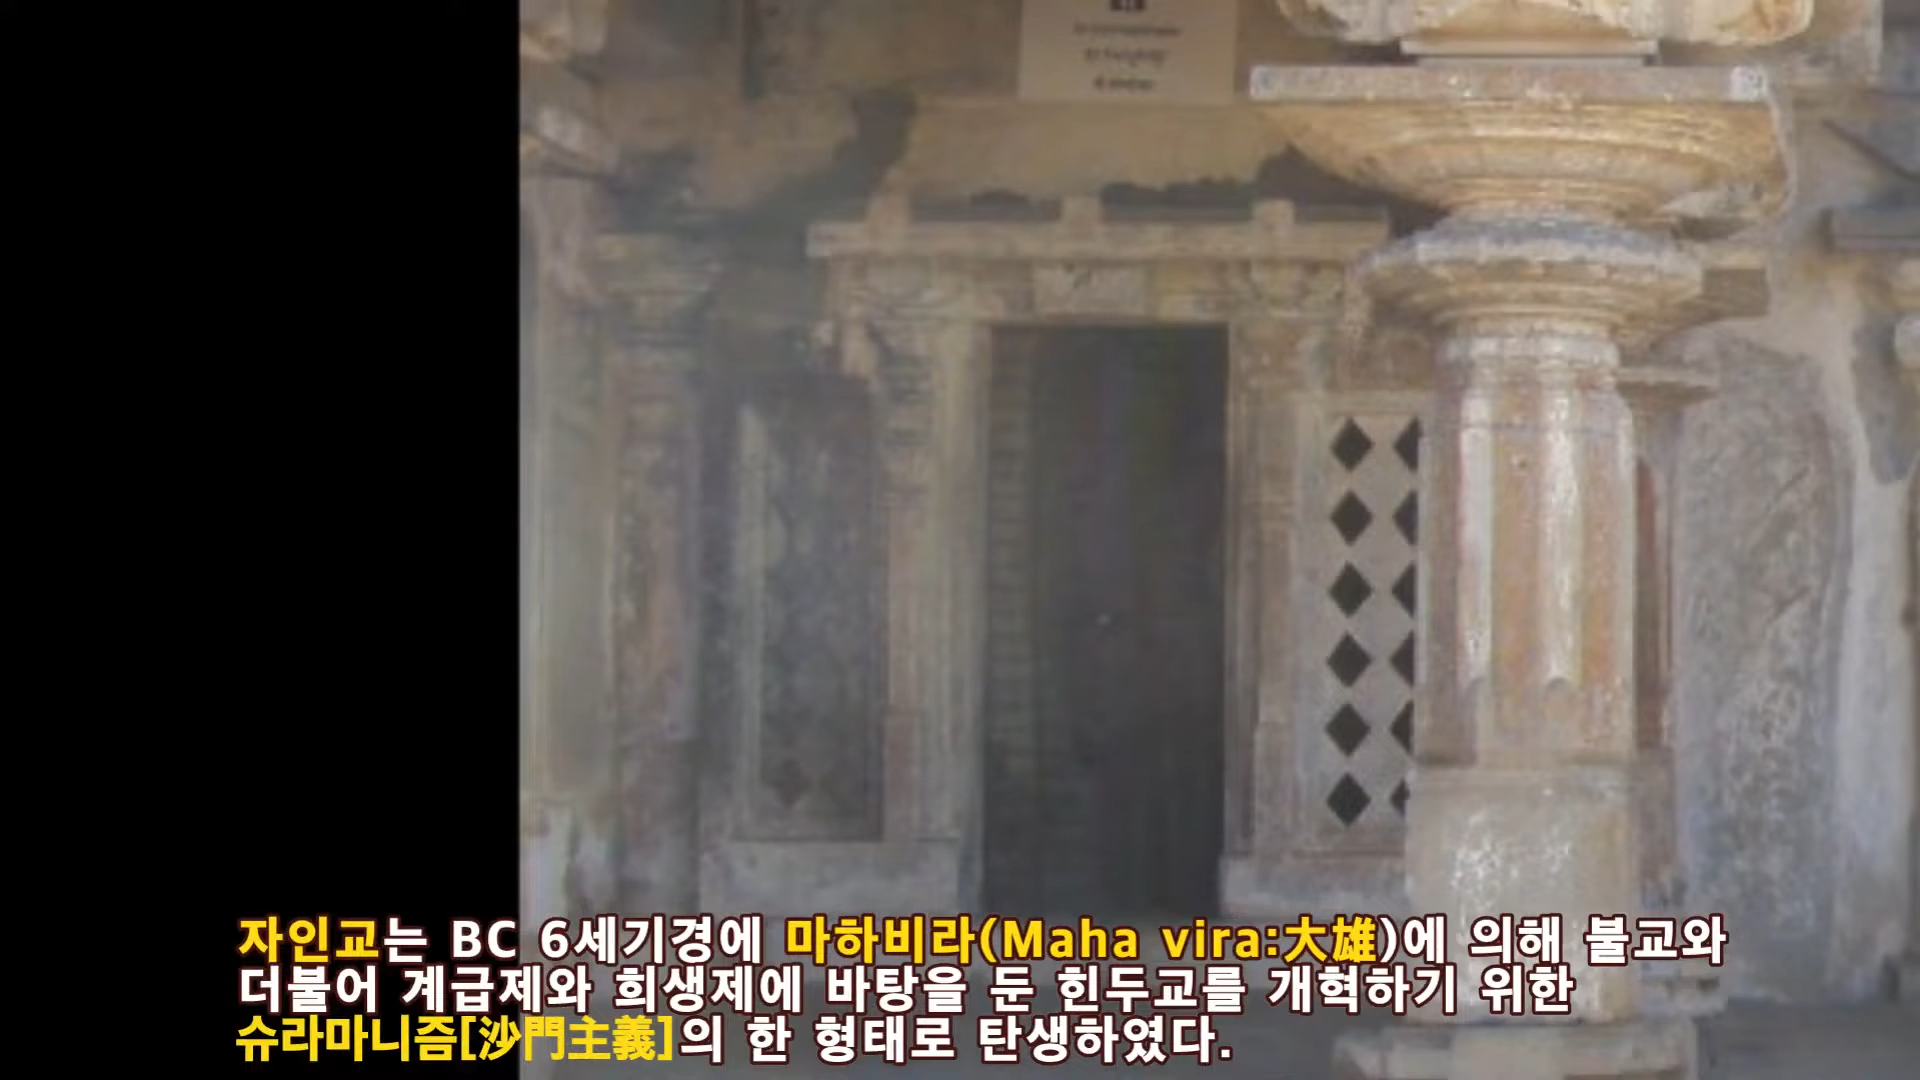 자인교는 BC 6세기경에 마하비라(Maha vira:大雄)에 의해 불교와
더불어 계급제와 희생제에 바탕을 둔 힌두교를 개혁하기 위한
슈라마니즘[沙門主義]의 한 형태로 탄생하였다.